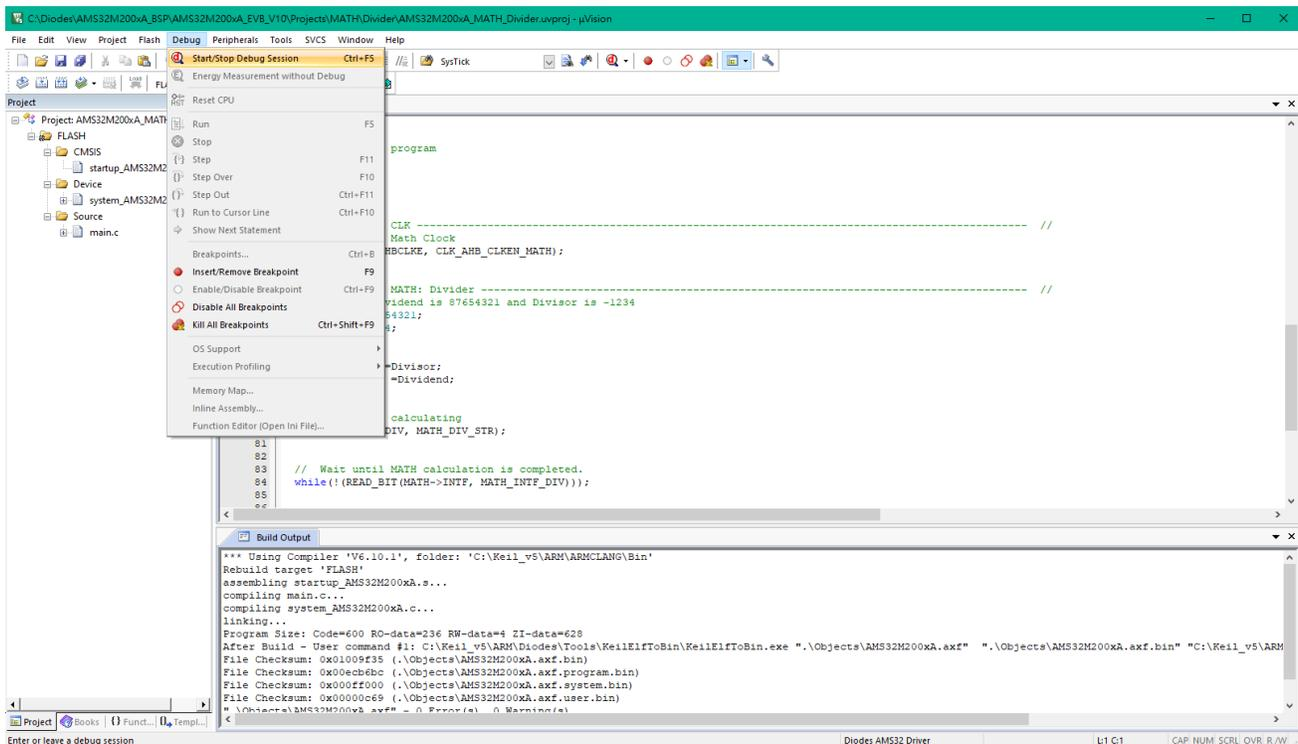 C:\Diodes\AMS32M200xA_BSP\AMS32M200xA_EVB_V10\Projects\MATH\Divider\AMS32M200xA_MATH_Divider.uvproj - µVision
File Edit View Project Flash Debug Peripherals Tools SVCS Window Help
SysTick
Project
Start/Stop Debug Session Ctrl+F5
Energy Measurement without Debug
Reset CPU
Run F5
Stop
Step F11
Step Over F10
Step Out Ctrl+F11
Run to Cursor Line Ctrl+F10
Show Next Statement
Breakpoints... Ctrl+B
Insert/Remove Breakpoint F9
Enable/Disable Breakpoint Ctrl+F9
Disable All Breakpoints
Kill All Breakpoints Ctrl+Shift+F9
OS Support
Execution Profiling
Memory Map...
Inline Assembly...
Function Editor (Open Ini File)...
Project: AMS32M200xA_MATH
FLASH
CMSIS
startup_AMS32M2
Device
system_AMS32M2
Source
main.c
program
CLK ----------------------------------------------------------------------------------------------- //
Math Clock
HBCLKE, CLK_AHB_CLKEN_MATH);
MATH: Divider ------------------------------------------------------------------------------------- //
vidend is 87654321 and Divisor is -1234
54321;
4;
=Divisor;
=Dividend;
calculating
DIV, MATH_DIV_STR);
81
82
83 // Wait until MATH calculation is completed.
84 while(!(READ_BIT(MATH->INTF, MATH_INTF_DIV)));
85
86
Build Output
*** Using Compiler 'V6.10.1', folder: 'C:\Keil_v5\ARM\ARMCLANG\Bin'
Rebuild target 'FLASH'
assembling startup_AMS32M200xA.s...
compiling main.c...
compiling system_AMS32M200xA.c...
linking...
Program Size: Code=600 RO-data=236 RW-data=4 ZI-data=628
After Build - User command #1: C:\Keil_v5\ARM\Diodes\Tools\KeilElfToBin\KeilElfToBin.exe ".\Objects\AMS32M200xA.axf" ".\Objects\AMS32M200xA.axf.bin" "C:\Keil_v5\ARM
File Checksum: 0x01009f35 (.\Objects\AMS32M200xA.axf.bin)
File Checksum: 0x00ecb6bc (.\Objects\AMS32M200xA.axf.program.bin)
File Checksum: 0x000ff000 (.\Objects\AMS32M200xA.axf.system.bin)
File Checksum: 0x00000c69 (.\Objects\AMS32M200xA.axf.user.bin)
".\Objects\AMS32M200xA.axf" - 0 Error(s), 0 Warning(s).
Project Books {} Funct... Templ...
Enter or leave a debug session Diodes AMS32 Driver L:1 C:1 CAP NUM SCRL OVR R/W